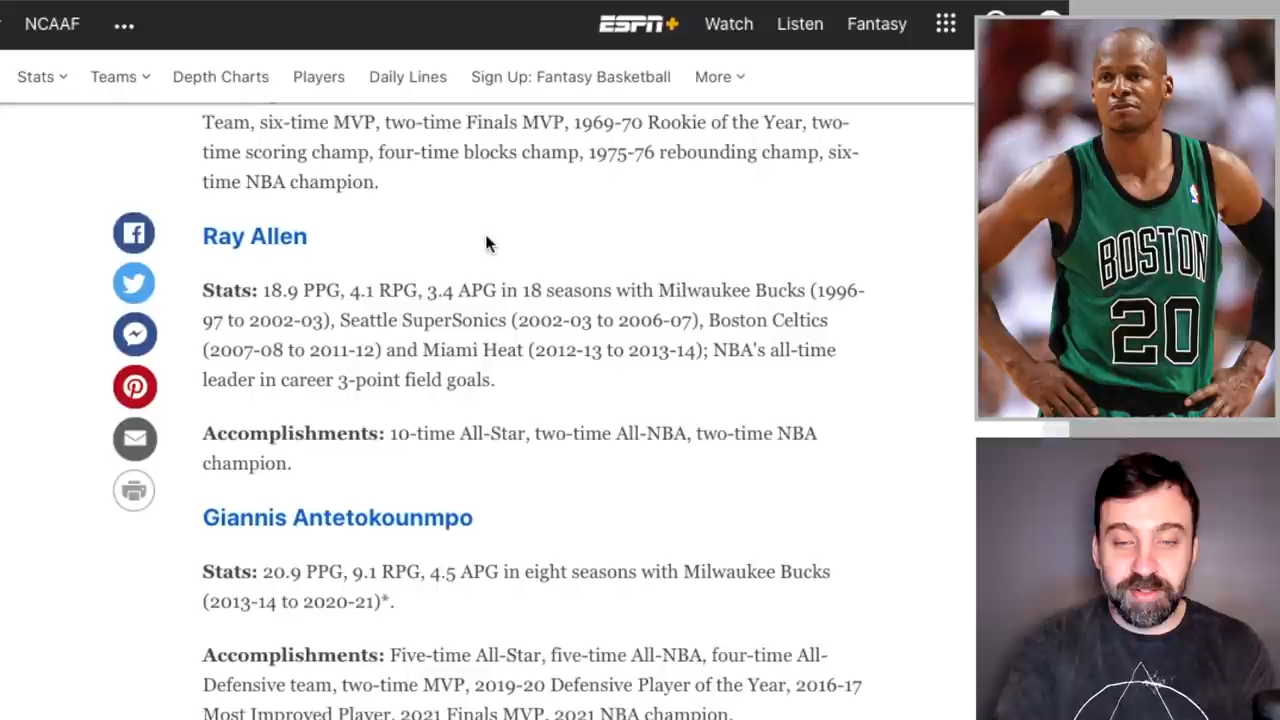 NCAAF ••• ESPN+ Watch Listen Fantasy
Stats Teams Depth Charts Players Daily Lines Sign Up: Fantasy Basketball More
Team, six-time MVP, two-time Finals MVP, 1969-70 Rookie of the Year, two-
time scoring champ, four-time blocks champ, 1975-76 rebounding champ, six-
time NBA champion.
Ray Allen
Stats: 18.9 PPG, 4.1 RPG, 3.4 APG in 18 seasons with Milwaukee Bucks (1996-
97 to 2002-03), Seattle SuperSonics (2002-03 to 2006-07), Boston Celtics
(2007-08 to 2011-12) and Miami Heat (2012-13 to 2013-14); NBA's all-time
leader in career 3-point field goals.
Accomplishments: 10-time All-Star, two-time All-NBA, two-time NBA
champion.
Giannis Antetokounmpo
Stats: 20.9 PPG, 9.1 RPG, 4.5 APG in eight seasons with Milwaukee Bucks
(2013-14 to 2020-21)*.
Accomplishments: Five-time All-Star, five-time All-NBA, four-time All-
Defensive team, two-time MVP, 2019-20 Defensive Player of the Year, 2016-17
Most Improved Player, 2021 Finals MVP, 2021 NBA champion.
BOSTON
20